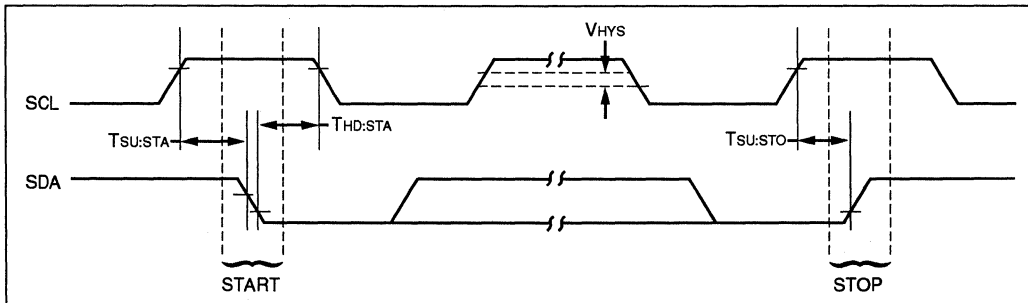 VHYS
SCL
THD:STA
TSU:STA
TSU:STO
SDA
START
STOP